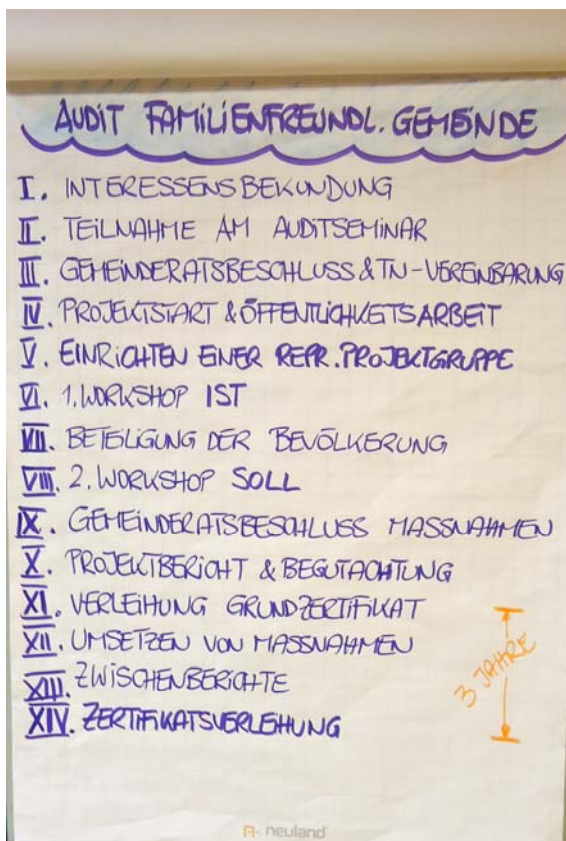 AUDIT FAMILIENFREUNDL. GEMEINDE
I. INTERESSENSBEKUNDUNG
II. TEILNAHME AM AUDITSEMINAR
III. GEMEINDERATSBESCHLUSS & TN-VEREINBARUNG
IV. PROJEKTSTART & ÖFFENTLICHKEITSARBEIT
V. EINRICHTEN EINER REPR. PROJEKTGRUPPE
VI. 1. WORKSHOP IST
VII. BETEILIGUNG DER BEVÖLKERUNG
VIII. 2. WORKSHOP SOLL
IX. GEMEINDERATSBESCHLUSS MASSNAHMEN
X. PROJEKTBERICHT & BEGUTACHTUNG
XI. VERLEIHUNG GRUNDZERTIFIKAT
XII. UMSETZEN VON MASSNAHMEN
XIII. ZWISCHENBERICHTE
XIV. ZERTIFIKATSVERLEIHUNG
3 JAHRE
neuland